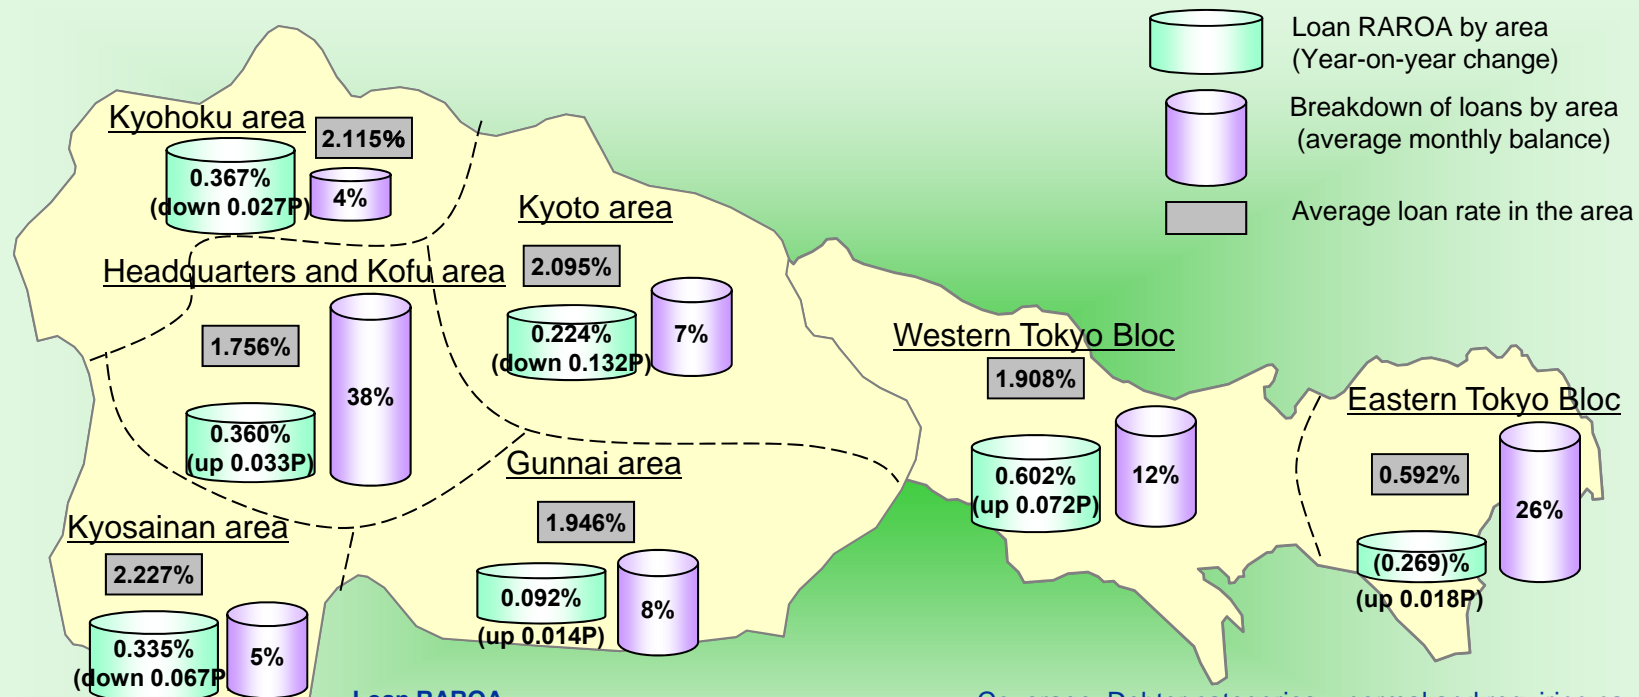 Loan RAROA by area
(Year-on-year change)
Breakdown of loans by area
(average monthly balance)
Average loan rate in the area
Kyohoku area
2.115%
0.367%
(down 0.027P)
4%
Kyoto area
2.095%
0.224%
(down 0.132P)
7%
Headquarters and Kofu area
1.756%
38%
0.360%
(up 0.033P)
Western Tokyo Bloc
1.908%
0.602%
(up 0.072P)
12%
Eastern Tokyo Bloc
0.592%
26%
(0.269)%
(up 0.018P)
Gunnai area
1.946%
0.092%
(up 0.014P)
8%
Kyosainan area
2.227%
0.335%
(down 0.067P
5%
Loan RAROA